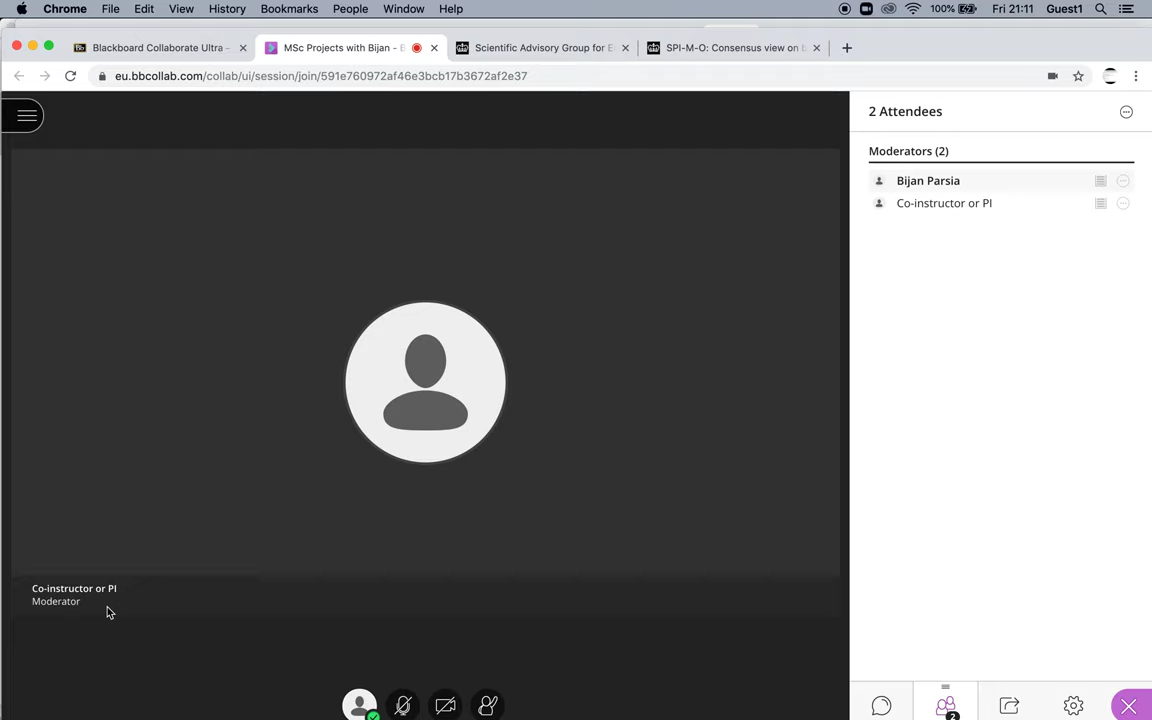 Chrome File Edit View History Bookmarks People Window Help 100% Fri 21:11 Guest1
Blackboard Collaborate Ultra – MSc Projects with Bijan - B Scientific Advisory Group for E SPI-M-O: Consensus view on b
eu.bbcollab.com/collab/ui/session/join/591e760972af46e3bcb17b3672af2e37
2 Attendees
Moderators (2)
Bijan Parsia
Co-instructor or PI
Co-instructor or PI
Moderator
2